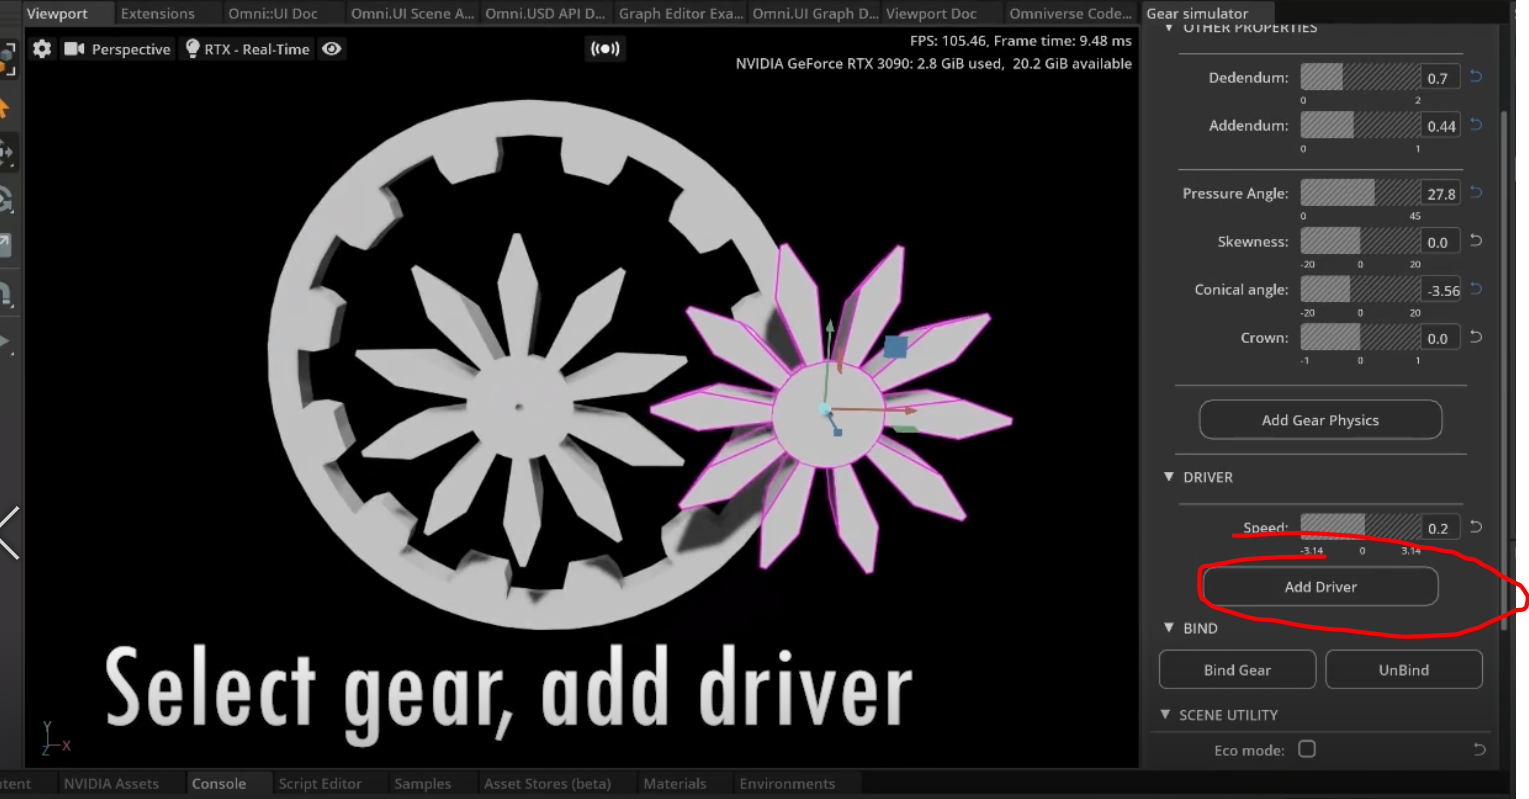 Viewport
Extensions
Omni::UI Doc
Omni.UI Scene A...
Omni.USD API D...
Graph Editor Exa...
Omni.UI Graph D...
Viewport Doc
Omniverse Code...
Gear simulator
Perspective
RTX - Real-Time
FPS: 105.46, Frame time: 9.48 ms
NVIDIA GeForce RTX 3090: 2.8 GiB used, 20.2 GiB available
OTHER PROPERTIES
Dedendum: 0.7
0 2
Addendum: 0.44
0 1
Pressure Angle: 27.8
0 45
Skewness: 0.0
-20 0 20
Conical angle: -3.56
-20 0 20
Crown: 0.0
-1 0 1
Add Gear Physics
DRIVER
Speed: 0.2
-3.14 0 3.14
Add Driver
BIND
Bind Gear UnBind
SCENE UTILITY
Eco mode:
Select gear, add driver
Y
Z X
NVIDIA Assets
Console
Script Editor
Samples
Asset Stores (beta)
Materials
Environments